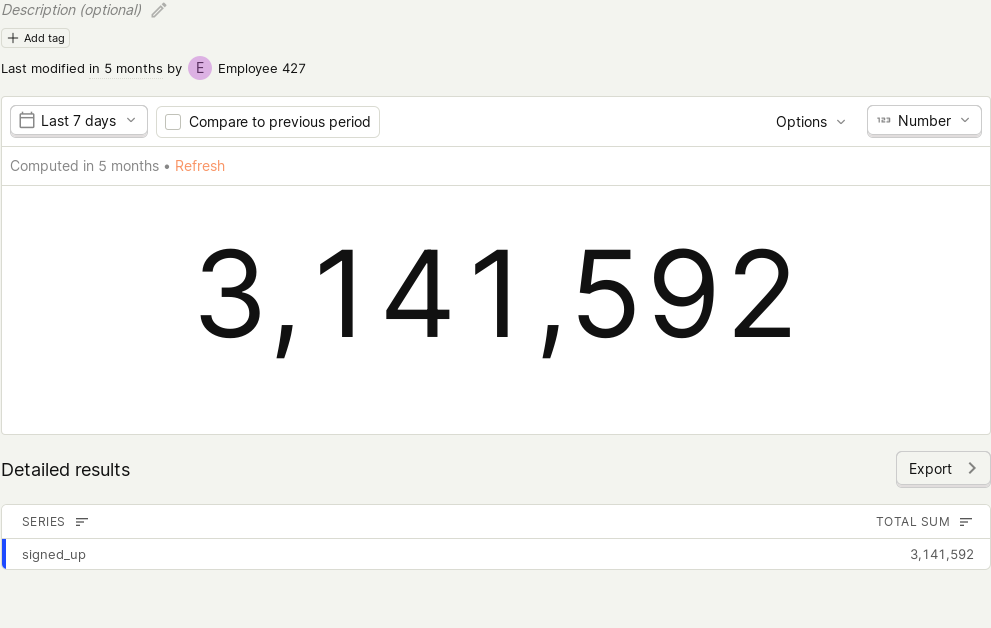 Description (optional)
Add tag
Last modified in 5 months by E Employee 427
Last 7 days Compare to previous period Options 123 Number
Computed in 5 months • Refresh
3,141,592
Detailed results Export
SERIES TOTAL SUM
signed_up 3,141,592